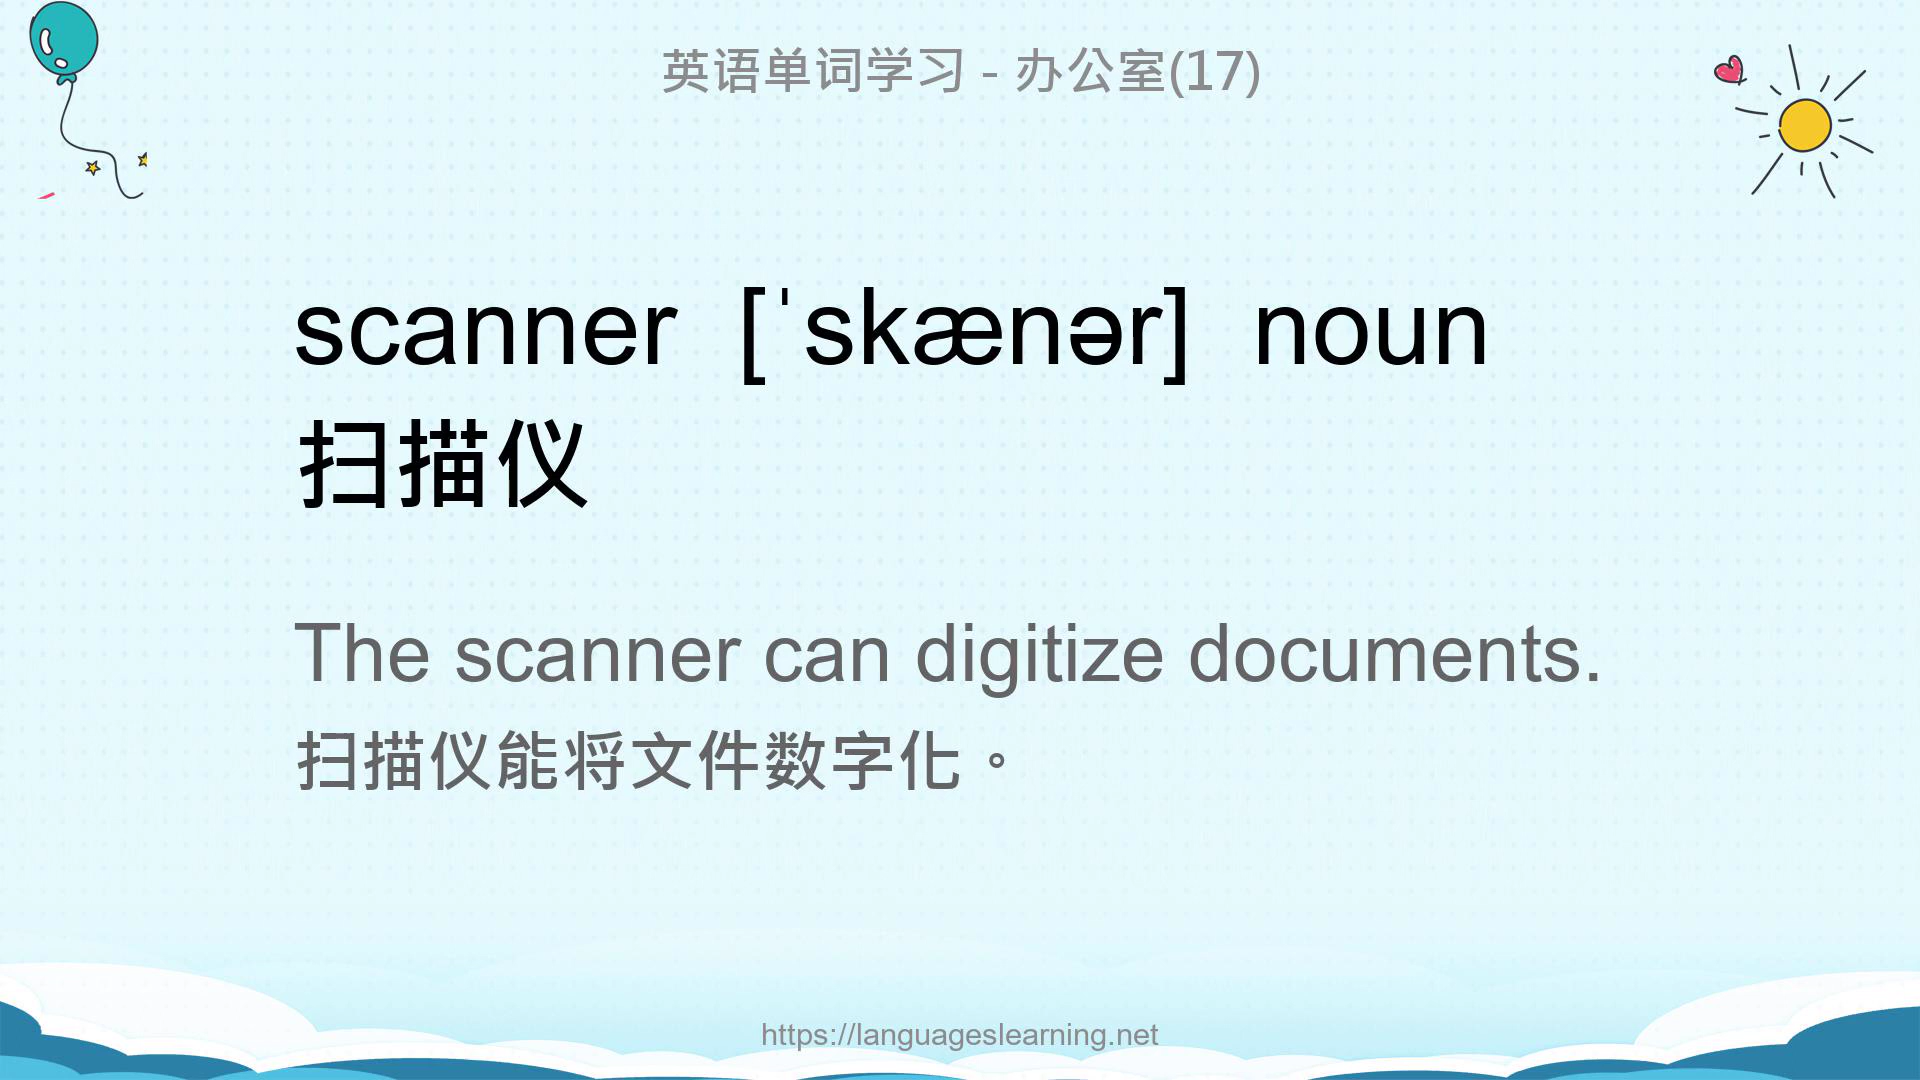 英语单词学习 - 办公室(17)
scanner [ˈskænər] noun
扫描仪
The scanner can digitize documents.
扫描仪能将文件数字化。
https://languageslearning.net